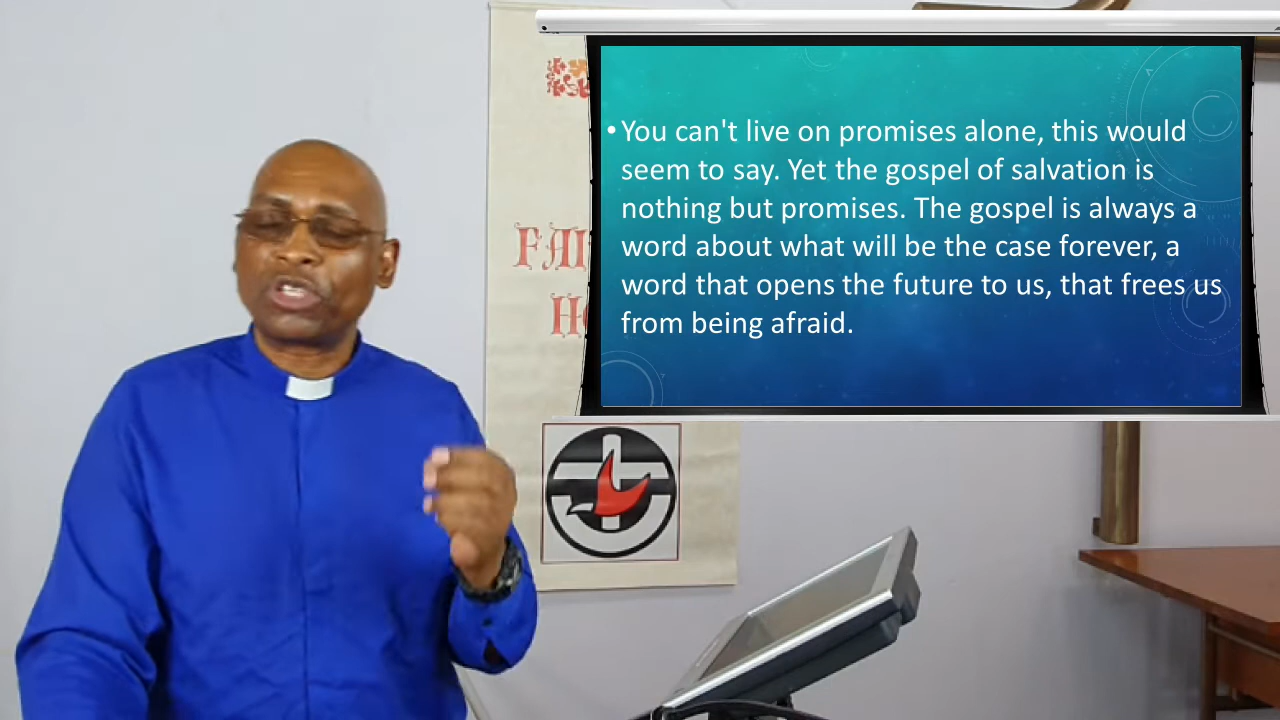 • You can't live on promises alone, this would
seem to say. Yet the gospel of salvation is
nothing but promises. The gospel is always a
word about what will be the case forever, a
word that opens the future to us, that frees us
from being afraid.